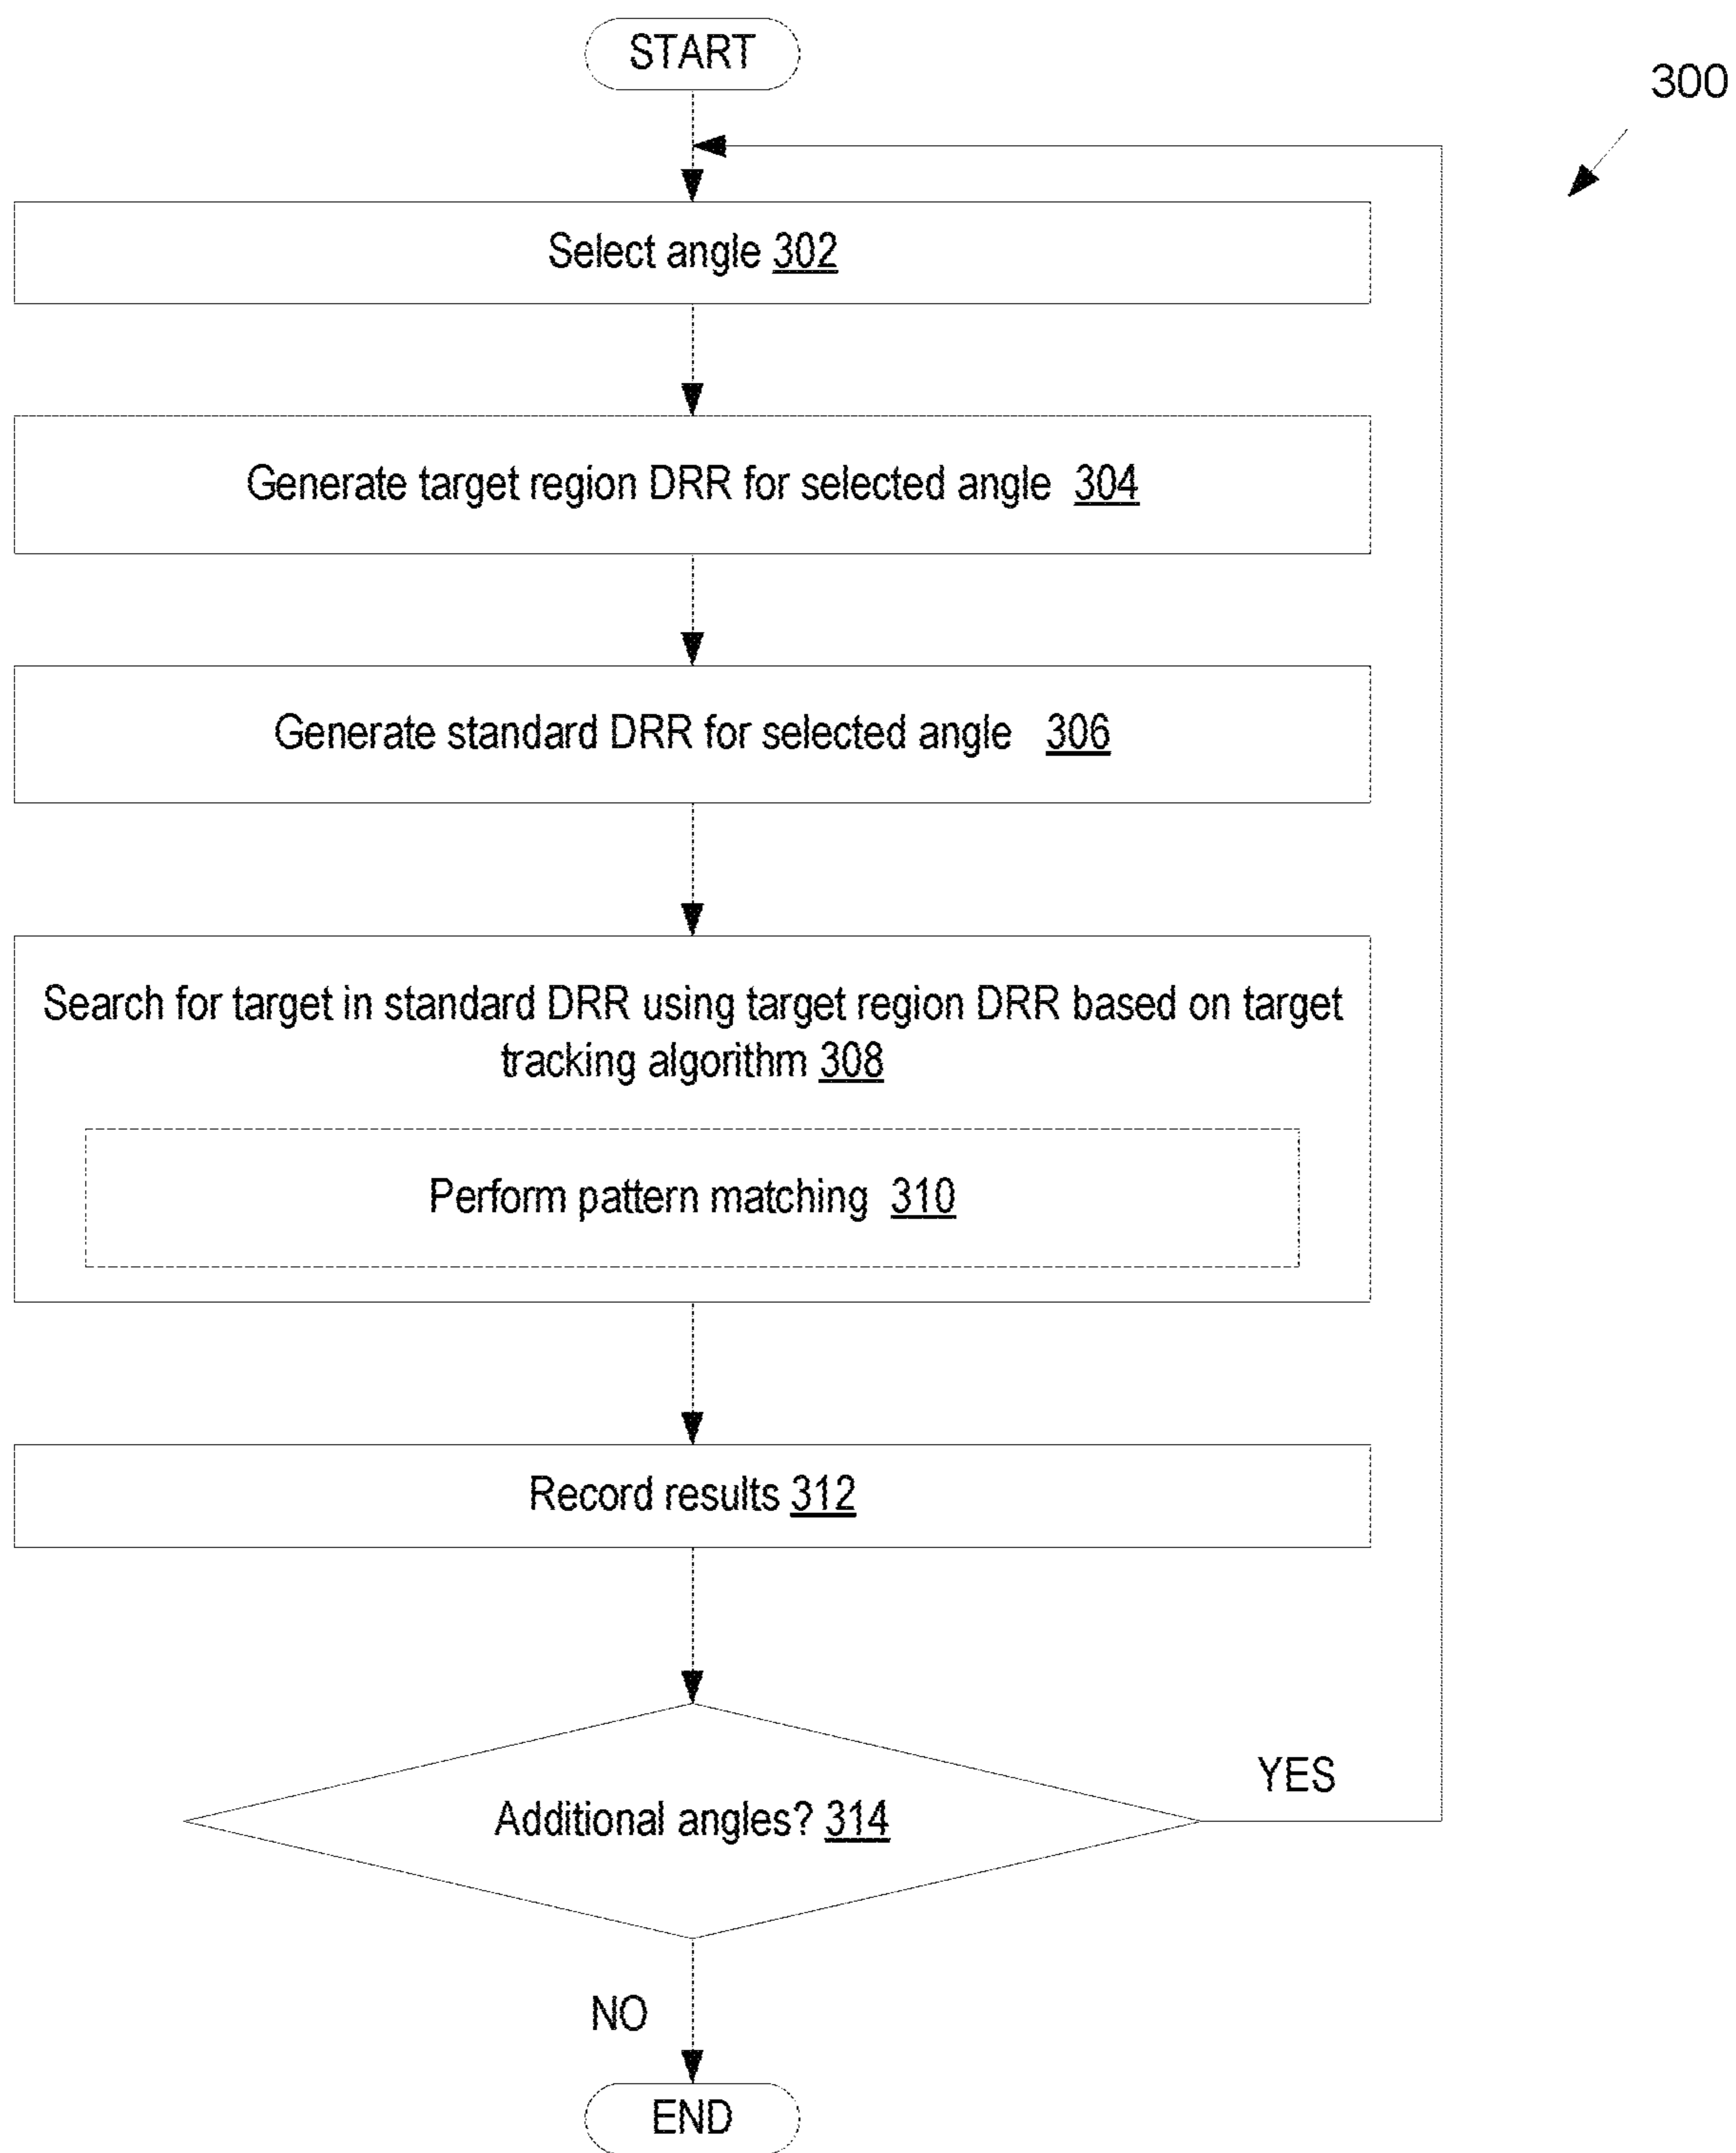 START
300
Select angle 302
Generate target region DRR for selected angle 304
Generate standard DRR for selected angle 306
Search for target in standard DRR using target region DRR based on target
tracking algorithm 308
Perform pattern matching 310
Record results 312
Additional angles? 314
YES
NO
END